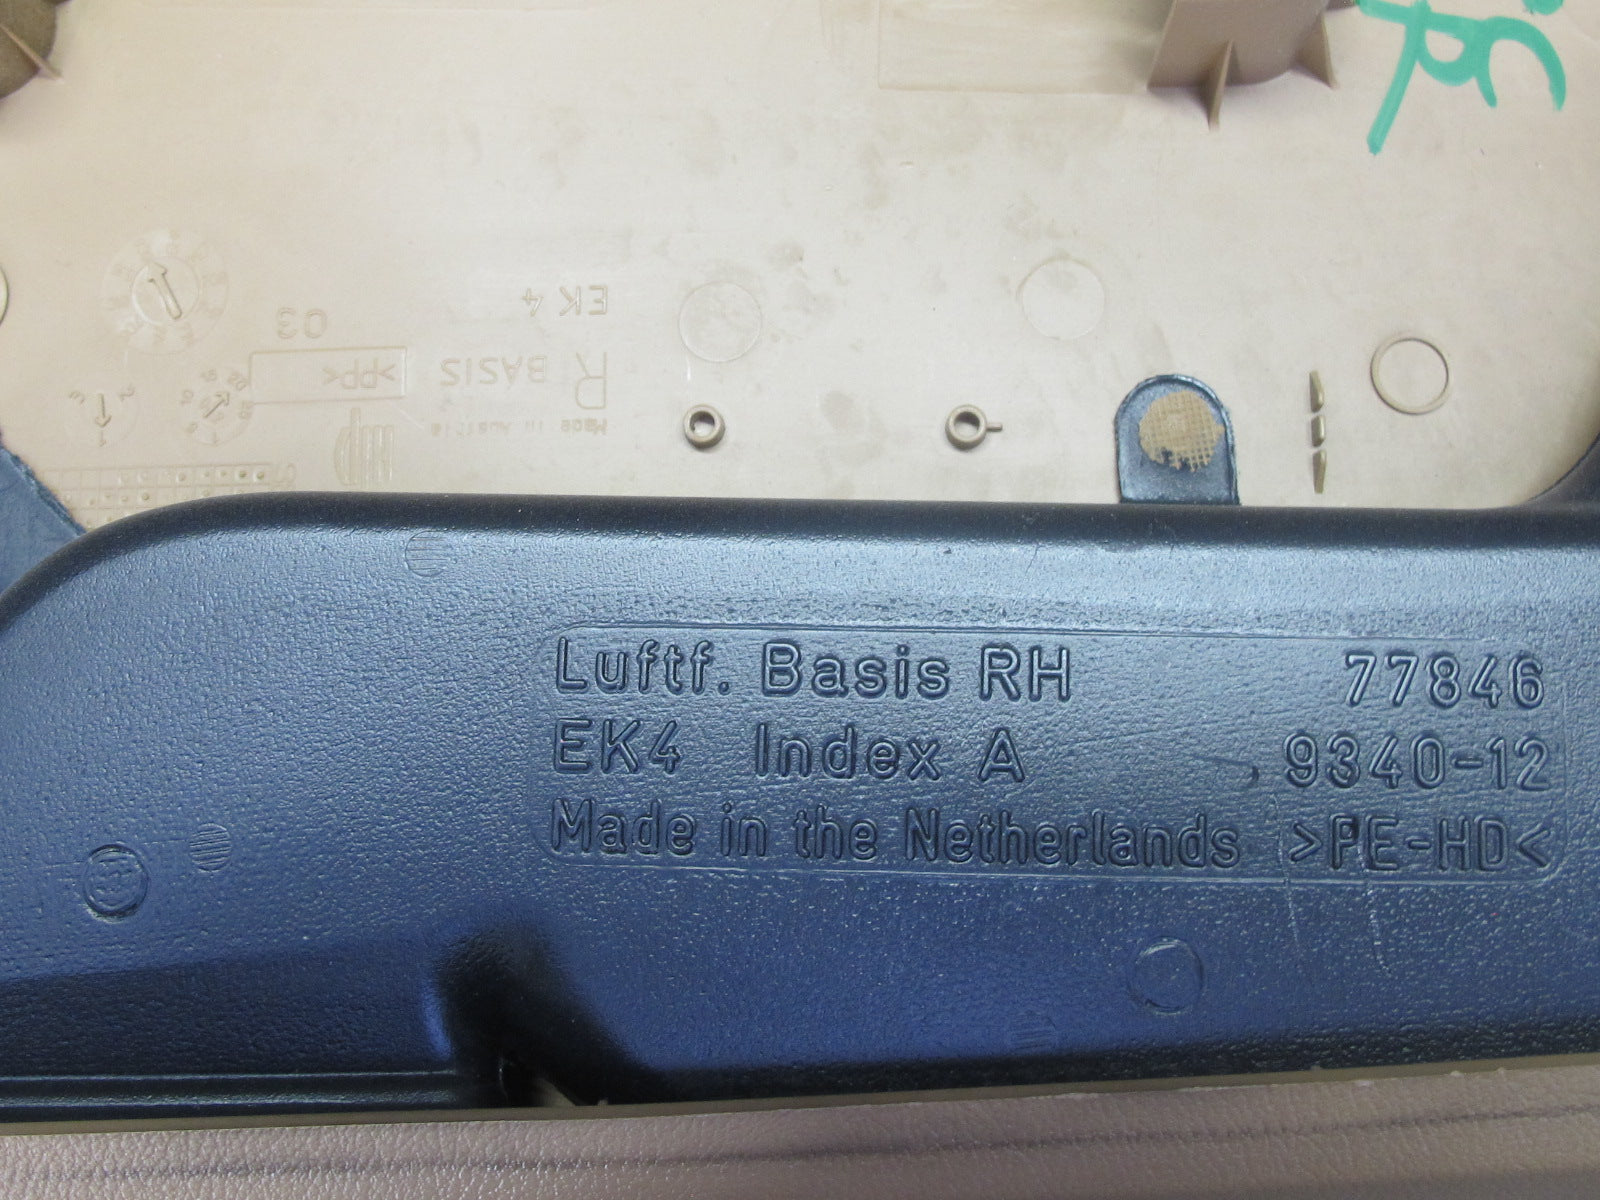 EK 4
03
R BASIS >PP<
Made in Austria
Luftf. Basis RH 77846
EK4 Index A 9340-12
Made in the Netherlands >PE-HD<